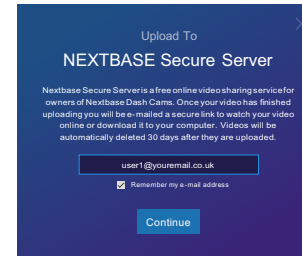 Upload To
NEXTBASE Secure Server
Nextbase Secure Server is a free online video sharing service for
owners of Nextbase Dash Cams. Once your video has finished
uploading you will be e-mailed a secure link to watch your video
online or download it to your computer. Videos will be
automatically deleted 30 days after they are uploaded.
user1@youremail.co.uk
Remember my e-mail address
Continue